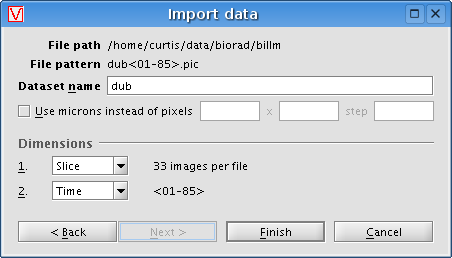 Import data
File path /home/curtis/data/biorad/billm
File pattern dub<01-85>.pic
Dataset name dub
Use microns instead of pixels x step
Dimensions
1. Slice 33 images per file
2. Time <01-85>
< Back Next > Finish Cancel